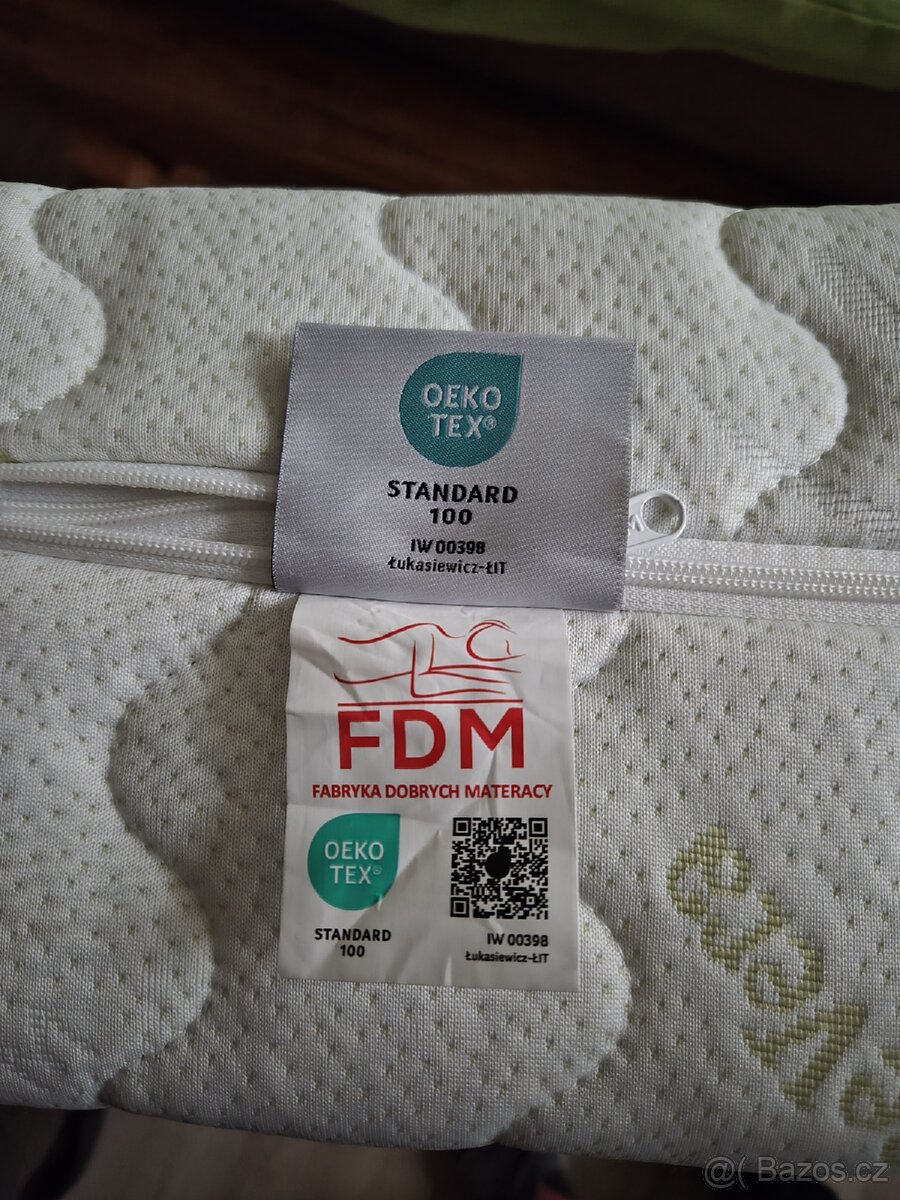 OEKO
TEX®
STANDARD
100
IW 00398
Łukasiewicz-ŁIT
FDM
FABRYKA DOBRYCH MATERACY
OEKO
TEX®
STANDARD
100
IW 00398
Łukasiewicz-ŁIT
@( Bazos.cz